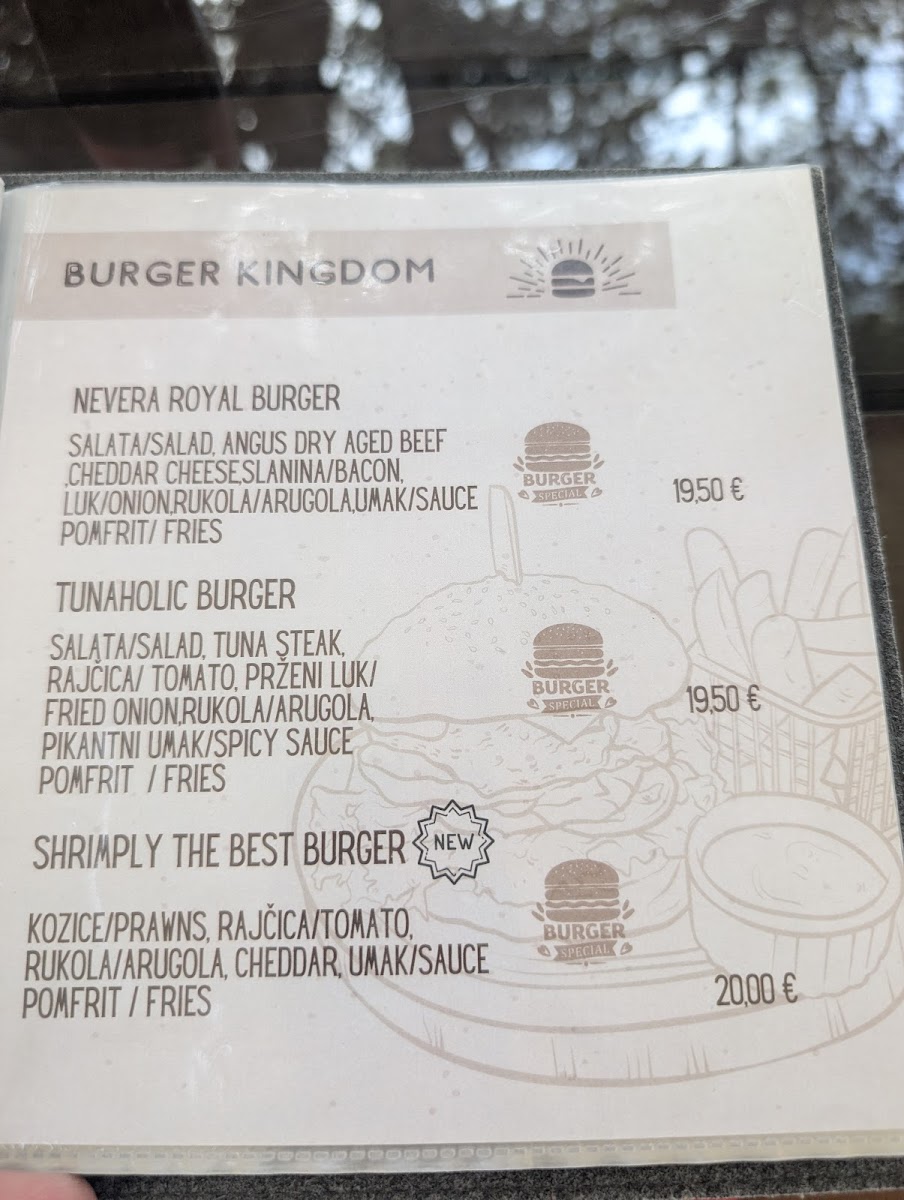 BURGER KINGDOM
NEVERA ROYAL BURGER
SALATA/SALAD, ANGUS DRY AGED BEEF
,CHEDDAR CHEESE,SLANINA/BACON,
LUK/ONION,RUKOLA/ARUGOLA,UMAK/SAUCE
POMFRIT/ FRIES
BURGER
SPECIAL
19,50 €
TUNAHOLIC BURGER
SALATA/SALAD, TUNA STEAK,
RAJČICA/ TOMATO, PRŽENI LUK/
FRIED ONION,RUKOLA/ARUGOLA,
PIKANTNI UMAK/SPICY SAUCE
POMFRIT / FRIES
BURGER
SPECIAL
19,50 €
SHRIMPLY THE BEST BURGER NEW
KOZICE/PRAWNS, RAJČICA/TOMATO,
RUKOLA/ARUGOLA, CHEDDAR, UMAK/SAUCE
POMFRIT / FRIES
BURGER
SPECIAL
20,00 €